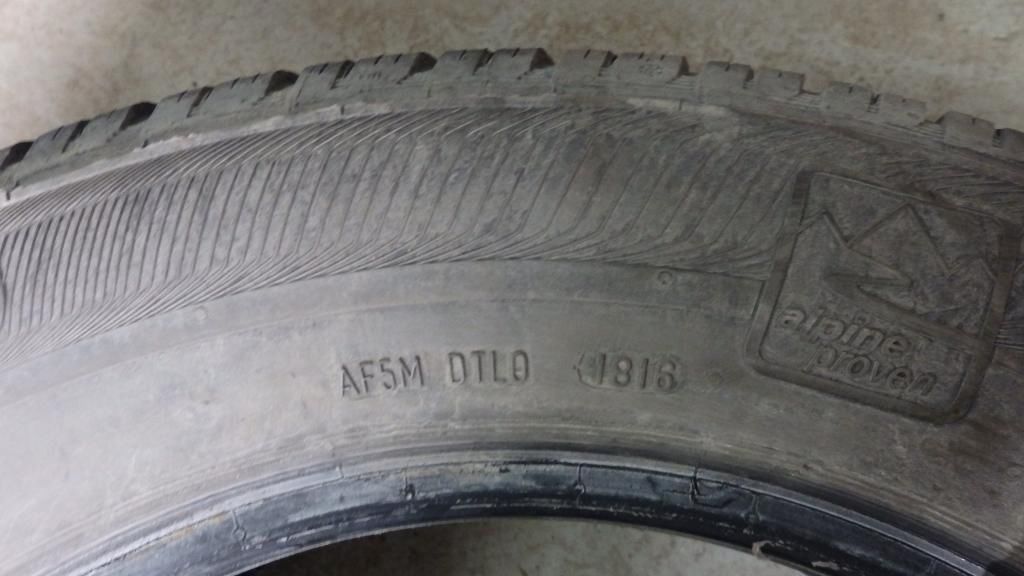 AF5M DTL0 1816
alpine
proven